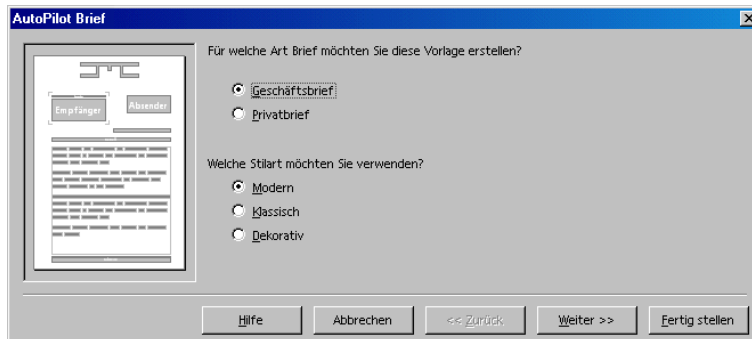 AutoPilot Brief
Für welche Art Brief möchten Sie diese Vorlage erstellen?
Geschäftsbrief
Privatbrief
Empfänger
Absender
Welche Stilart möchten Sie verwenden?
Modern
Klassisch
Dekorativ
Hilfe
Abbrechen
<< Zurück
Weiter >>
Fertig stellen